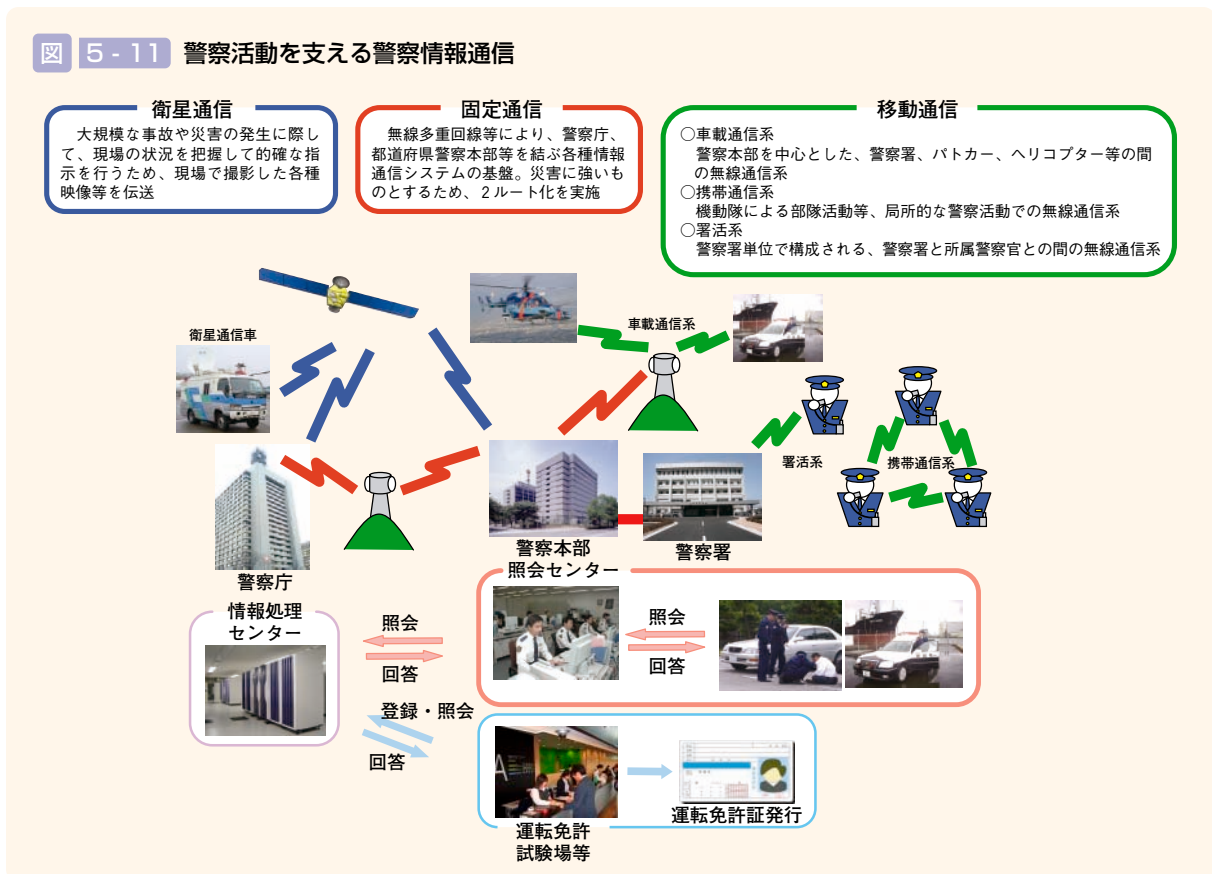 図 5-11 警察活動を支える警察情報通信
衛星通信
大規模な事故や災害の発生に際し
て、現場の状況を把握して的確な指
示を行うため、現場で撮影した各種
映像等を伝送
固定通信
無線多重回線等により、警察庁、
都道府県警察本部等を結ぶ各種情報
通信システムの基盤。災害に強いも
のとするため、２ルート化を実施
移動通信
○車載通信系
警察本部を中心とした、警察署、パトカー、ヘリコプター等の間
の無線通信系
○携帯通信系
機動隊による部隊活動等、局所的な警察活動での無線通信系
○署活系
警察署単位で構成される、警察署と所属警察官との間の無線通信系
衛星通信車
車載通信系
署活系
携帯通信系
警察庁
警察本部
警察署
情報処理
センター
照会
回答
照会センター
照会
回答
登録・照会
回答
運転免許
試験場等
運転免許証発行